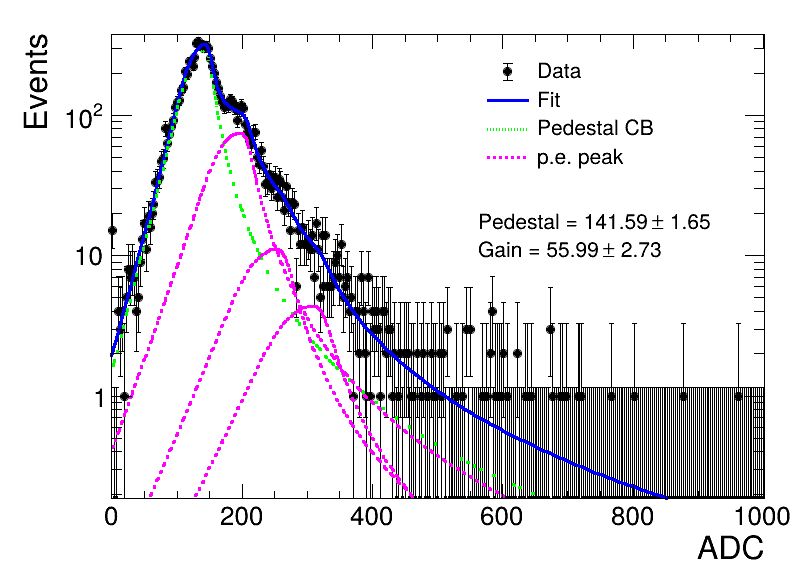 Events
10²
10
1
Data
Fit
Pedestal CB
p.e. peak
Pedestal = 141.59 ± 1.65
Gain = 55.99 ± 2.73
0 200 400 600 800 1000
ADC